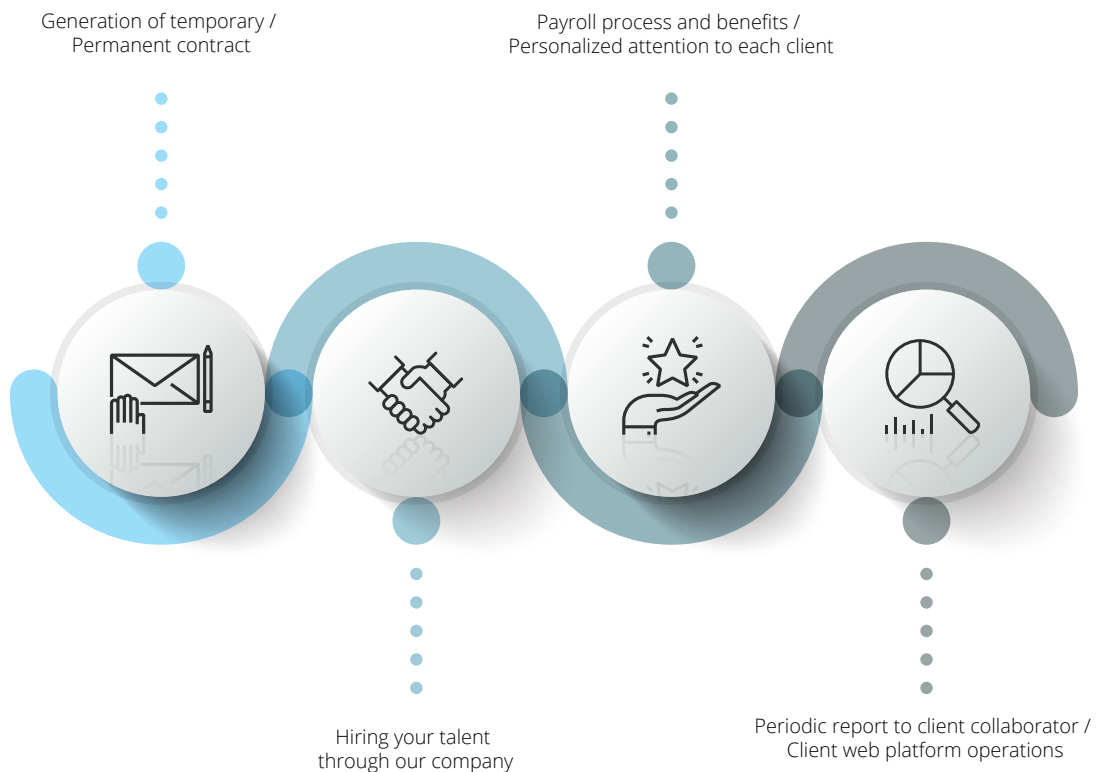 Generation of temporary /
Permanent contract
Payroll process and benefits /
Personalized attention to each client
Hiring your talent
through our company
Periodic report to client collaborator /
Client web platform operations